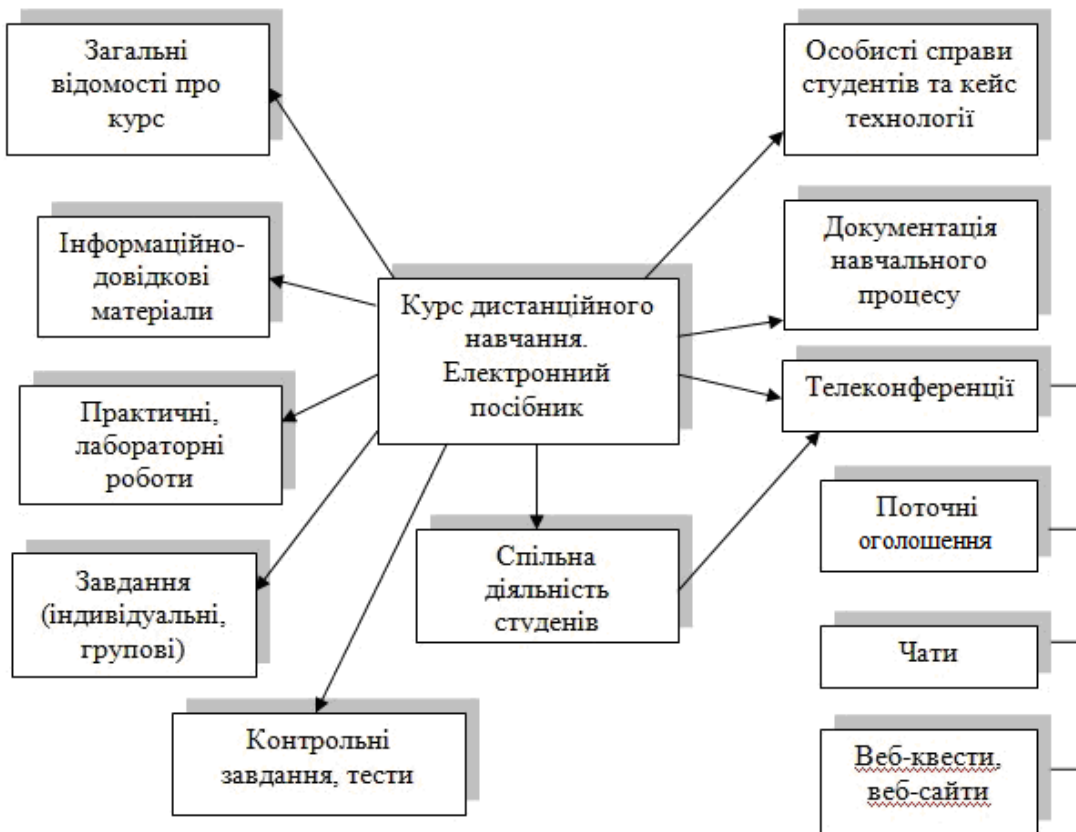 Загальні
відомості про
курс
Особисті справи
студентів та кейс
технології
Інформаційно-
довідкові
матеріали
Документація
навчального
процесу
Курс дистанційного
навчання.
Електронний
посібник
Телеконференції
Практичні,
лабораторні
роботи
Поточні
оголошення
Завдання
(індивідуальні,
групові)
Спільна
діяльність
студенів
Чати
Контрольні
завдання, тести
Веб-квести,
веб-сайти